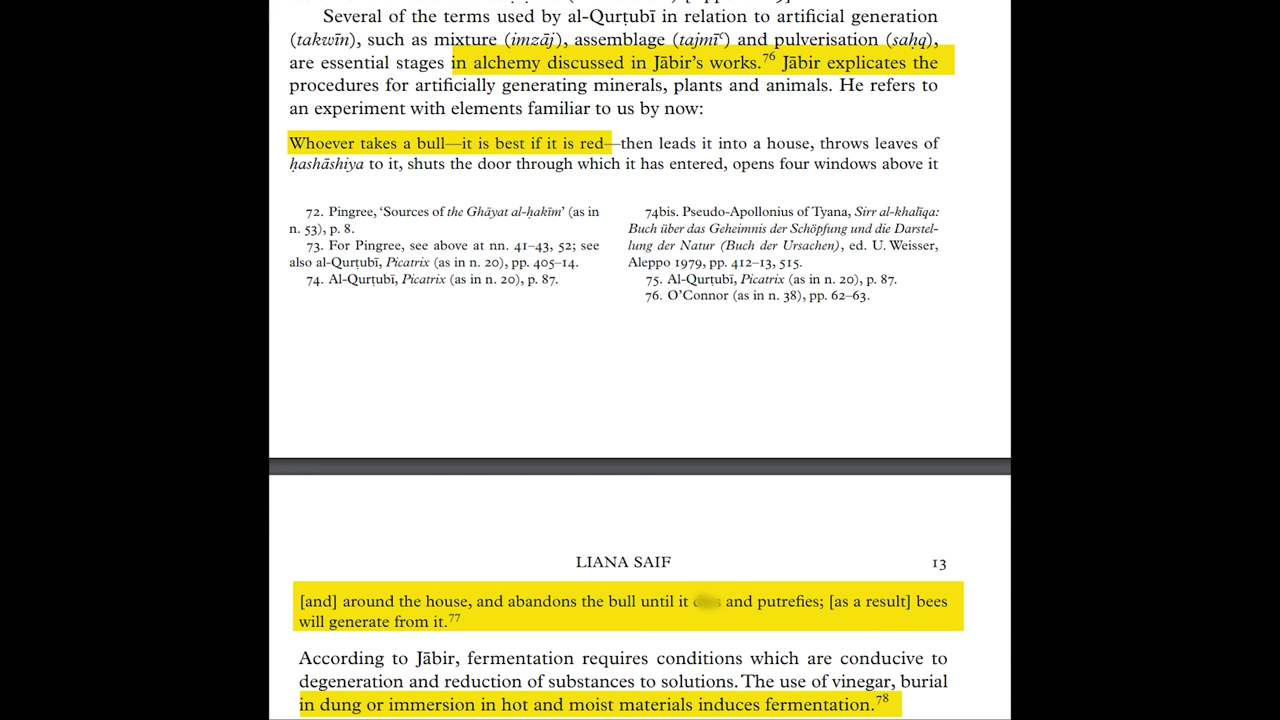 Several of the terms used by al-Qurṭubī in relation to artificial generation
(takwīn), such as mixture (imzāj), assemblage (tajmīʿ) and pulverisation (saḥq),
are essential stages in alchemy discussed in Jābir's works.⁷⁶ Jābir explicates the
procedures for artificially generating minerals, plants and animals. He refers to
an experiment with elements familiar to us by now:
Whoever takes a bull—it is best if it is red—then leads it into a house, throws leaves of
ḥashāshiya to it, shuts the door through which it has entered, opens four windows above it
72. Pingree, 'Sources of the Ghāyat al-ḥakīm' (as in
n. 53), p. 8.
73. For Pingree, see above at nn. 41–43, 52; see
also al-Qurṭubī, Picatrix (as in n. 20), pp. 405–14.
74. Al-Qurṭubī, Picatrix (as in n. 20), p. 87.
74bis. Pseudo-Apollonius of Tyana, Sirr al-khalīqa:
Buch über das Geheimnis der Schöpfung und die Darstel-
lung der Natur (Buch der Ursachen), ed. U. Weisser,
Aleppo 1979, pp. 412–13, 515.
75. Al-Qurṭubī, Picatrix (as in n. 20), p. 87.
76. O'Connor (as in n. 38), pp. 62–63.
LIANA SAIF 13
[and] around the house, and abandons the bull until it and putrefies; [as a result] bees
will generate from it.⁷⁷
According to Jābir, fermentation requires conditions which are conducive to
degeneration and reduction of substances to solutions. The use of vinegar, burial
in dung or immersion in hot and moist materials induces fermentation.⁷⁸